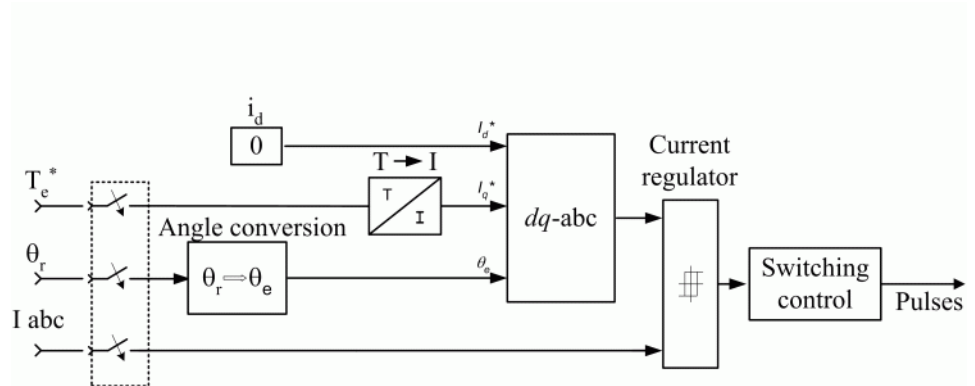 i_d
0
I_d*
T → I
T
I
I_q*
T_e*
Angle conversion
θ_r
θ_r ⇒ θ_e
θ_e
I abc
dq-abc
Current
regulator
Switching
control
Pulses